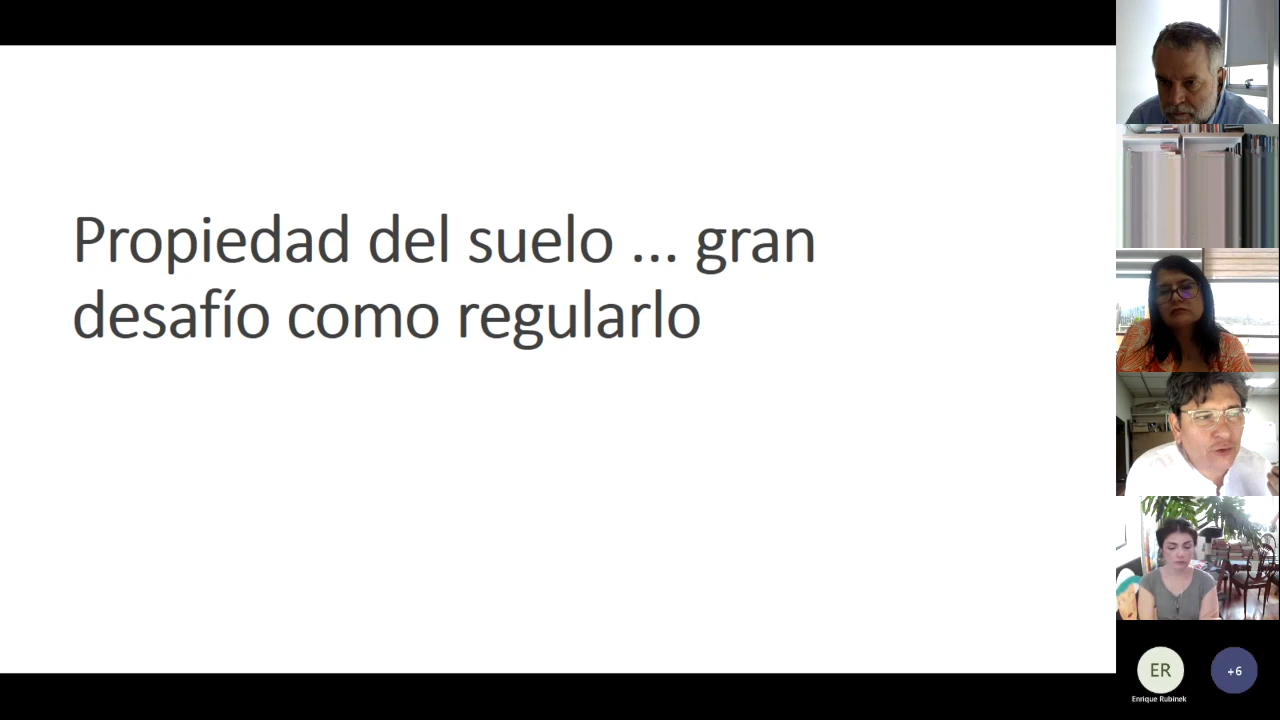 Propiedad del suelo ... gran
desafío como regularlo
ER
+6
Enrique Rubinek